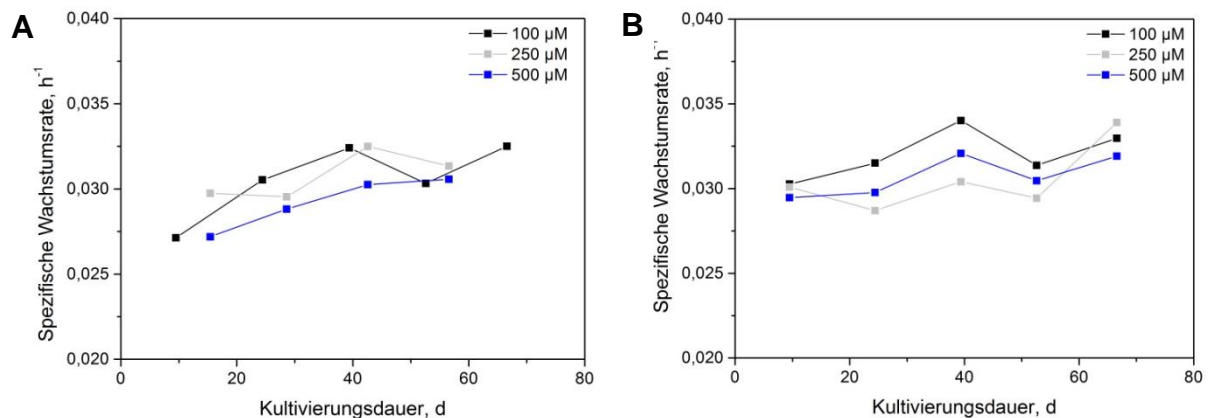 A
0,040
0,035
0,030
0,025
0,020
Spezifische Wachstumsrate, h⁻¹
100 µM
250 µM
500 µM
0 20 40 60 80
Kultivierungsdauer, d
B
0,040
0,035
0,030
0,025
0,020
Spezifische Wachstumsrate, h⁻¹
100 µM
250 µM
500 µM
0 20 40 60 80
Kultivierungsdauer, d